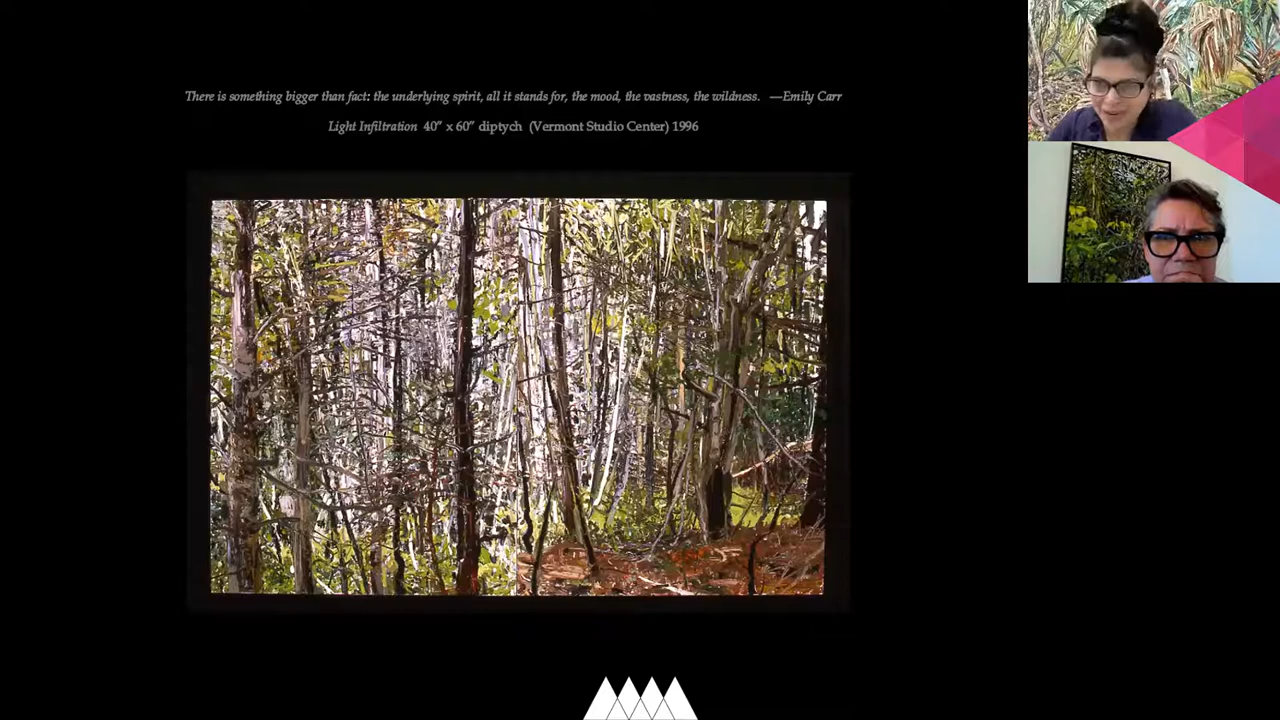 There is something bigger than fact: the underlying spirit, all it stands for, the mood, the vastness, the wildness. —Emily Carr
Light Infiltration 40" x 60" diptych (Vermont Studio Center) 1996